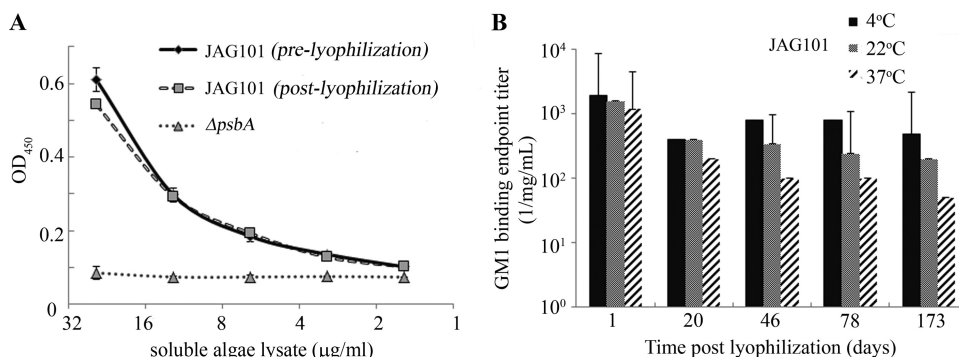 A
JAG101 (pre-lyophilization)
JAG101 (post-lyophilization)
ΔpsbA
OD450
0.6
0.4
0.2
0
32 16 8 4 2 1
soluble algae lysate (μg/ml)
B
4°C
22°C
37°C
JAG101
GM1 binding endpoint titer
(1/mg/mL)
10⁴
10³
10²
10¹
10⁰
1 20 46 78 173
Time post lyophilization (days)